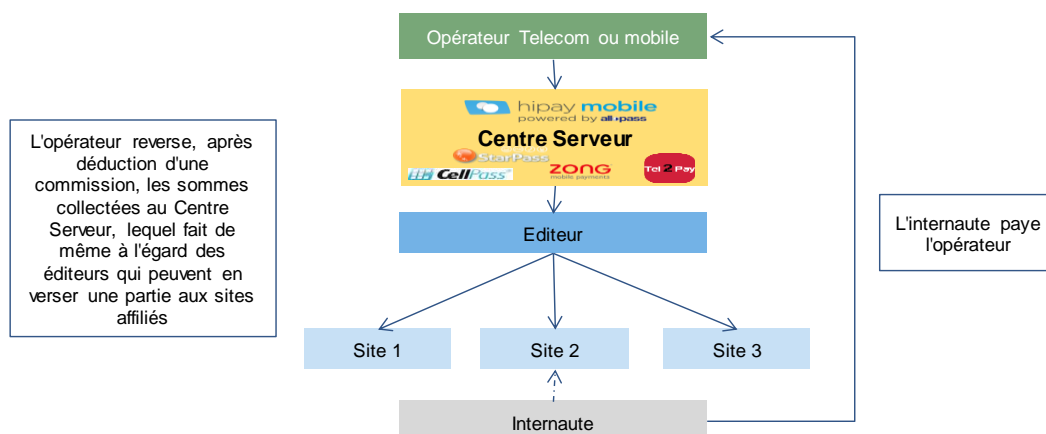 Opérateur Telecom ou mobile
hipay mobile
powered by all pass
Centre Serveur
StarPass
CellPass
ZONG
mobile payments
Tel 2 Pay
L'opérateur reverse, après
déduction d'une
commission, les sommes
collectées au Centre
Serveur, lequel fait de
même à l'égard des
éditeurs qui peuvent en
verser une partie aux sites
affiliés
Editeur
L'internaute paye
l'opérateur
Site 1
Site 2
Site 3
Internaute